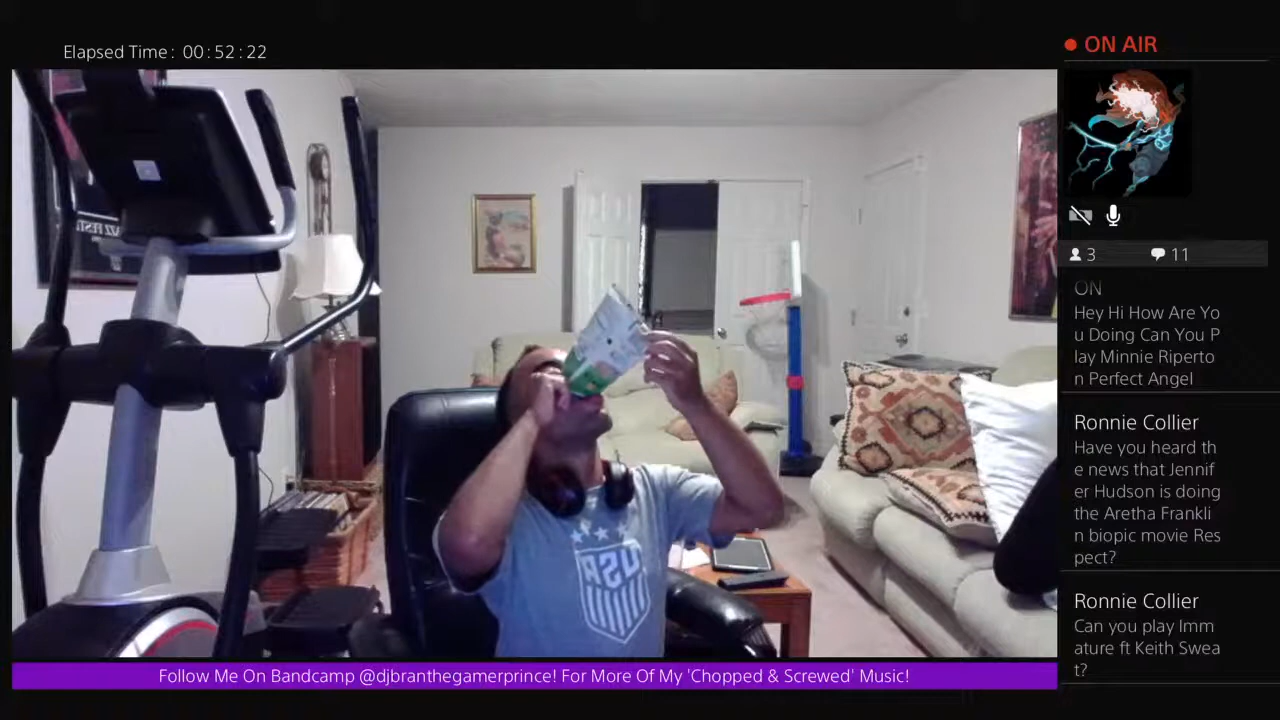 Elapsed Time: 00:52:22
ON AIR
3
11
ON
Hey Hi How Are Yo
u Doing Can You P
lay Minnie Riperto
n Perfect Angel
Ronnie Collier
Have you heard th
e news that Jennif
er Hudson is doing
the Aretha Frankli
n biopic movie Res
pect?
Ronnie Collier
Can you play Imm
ature ft Keith Swea
t?
USA
Follow Me On Bandcamp @djbranthegamerprince! For More Of My 'Chopped & Screwed' Music!